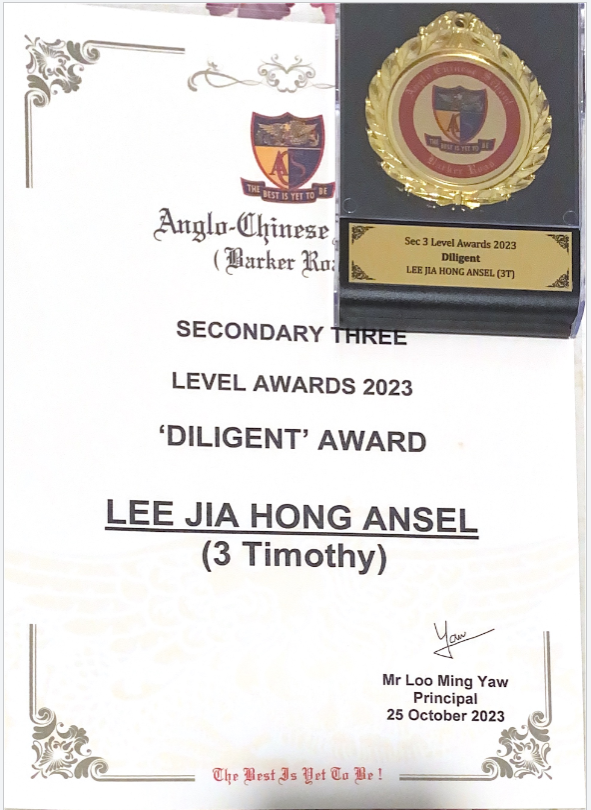 THE BEST IS YET TO BE
Anglo-Chinese
(Barker Roa
SECONDARY THREE
LEVEL AWARDS 2023
‘DILIGENT’ AWARD
LEE JIA HONG ANSEL
(3 Timothy)
Yaw
Mr Loo Ming Yaw
Principal
25 October 2023
The Best Is Yet To Be !
Anglo Chinese School
A S
THE BEST IS YET TO BE
Barker Road
Sec 3 Level Awards 2023
Diligent
LEE JIA HONG ANSEL (3T)